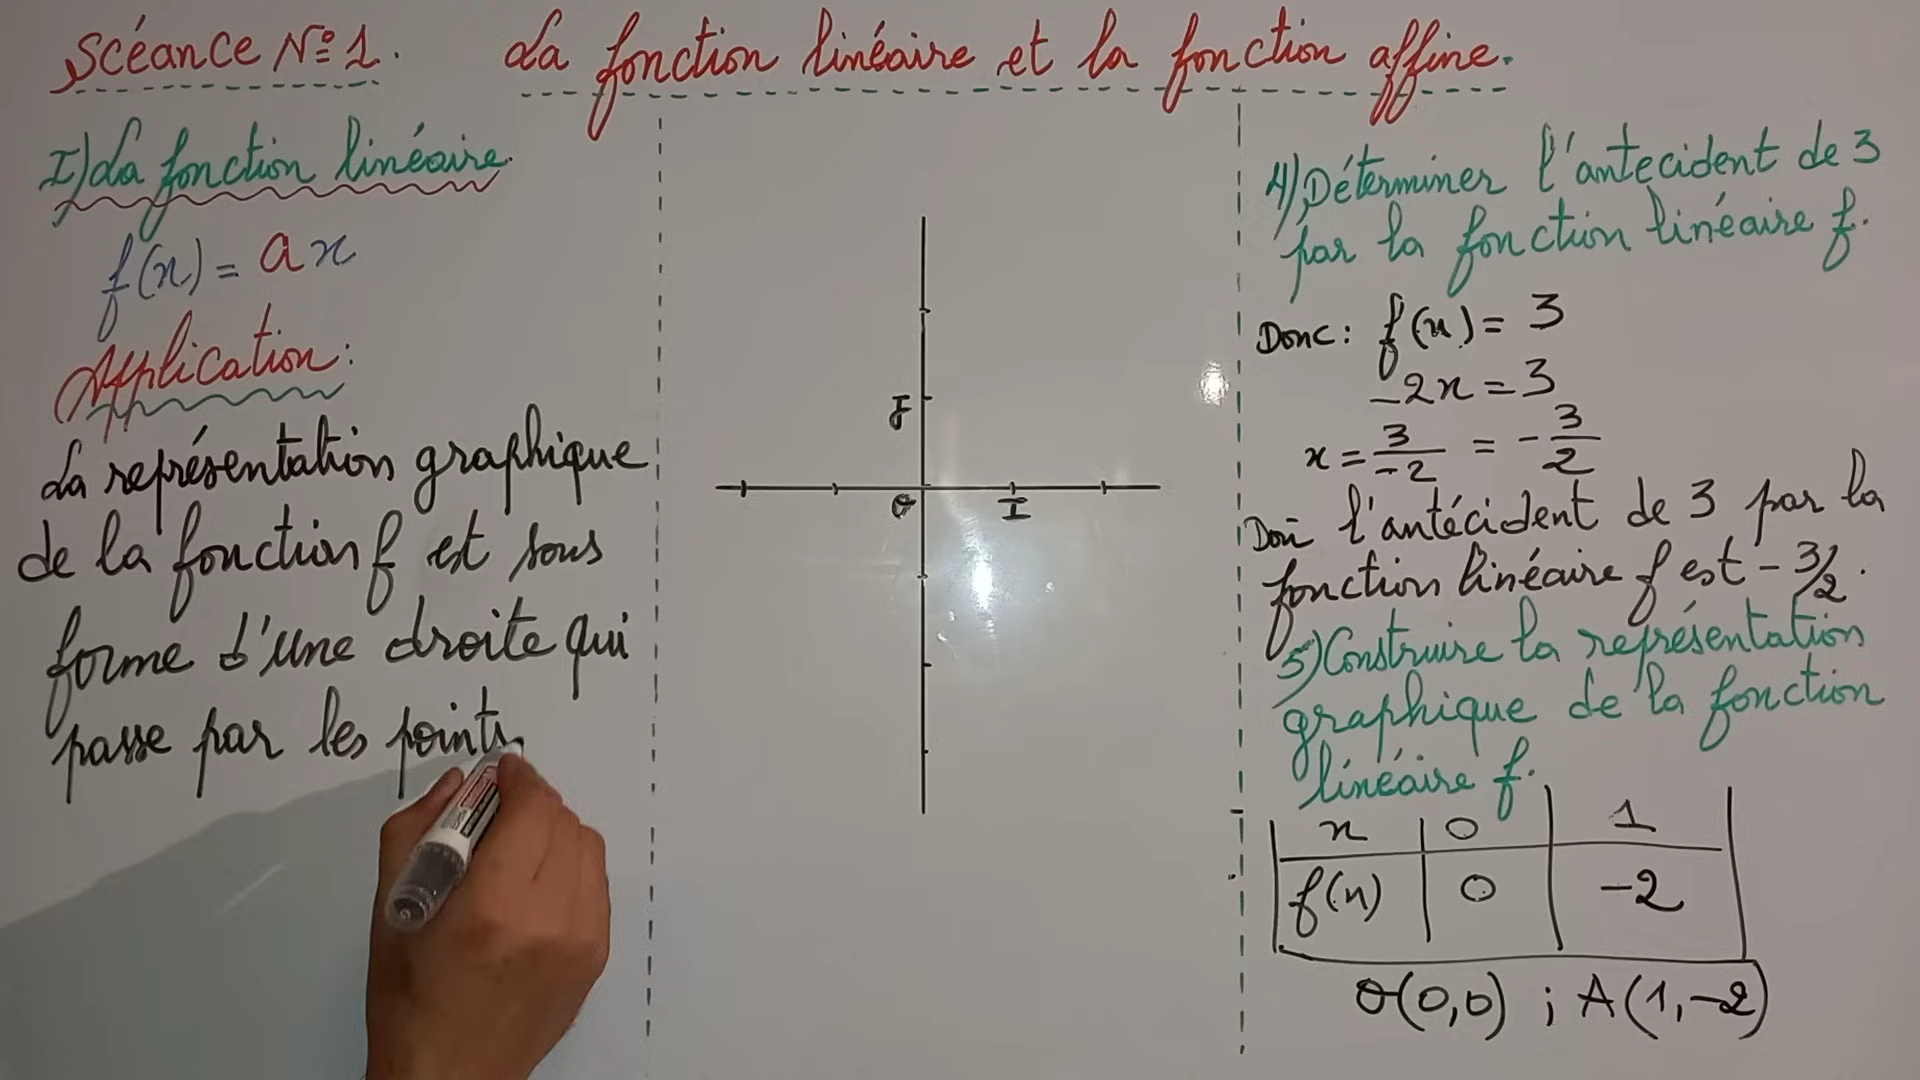 Scéance N° 1. La fonction linéaire et la fonction affine.
I) La fonction linéaire.
f(x) = ax
Application:
La représentation graphique
de la fonction f est sous
forme d'une droite qui
passe par les points
J
O
I
4) Déterminer l'antecident de 3
par la fonction linéaire f.
Donc: f(x) = 3
-2x = 3
x = 3/-2 = -3/2
Doù l'antécident de 3 par la
fonction linéaire f est -3/2.
5) Construire la représentation
graphique de la fonction
linéaire f.
x | 0 | 1
f(x) | 0 | -2
O(0,0) ; A(1,-2)